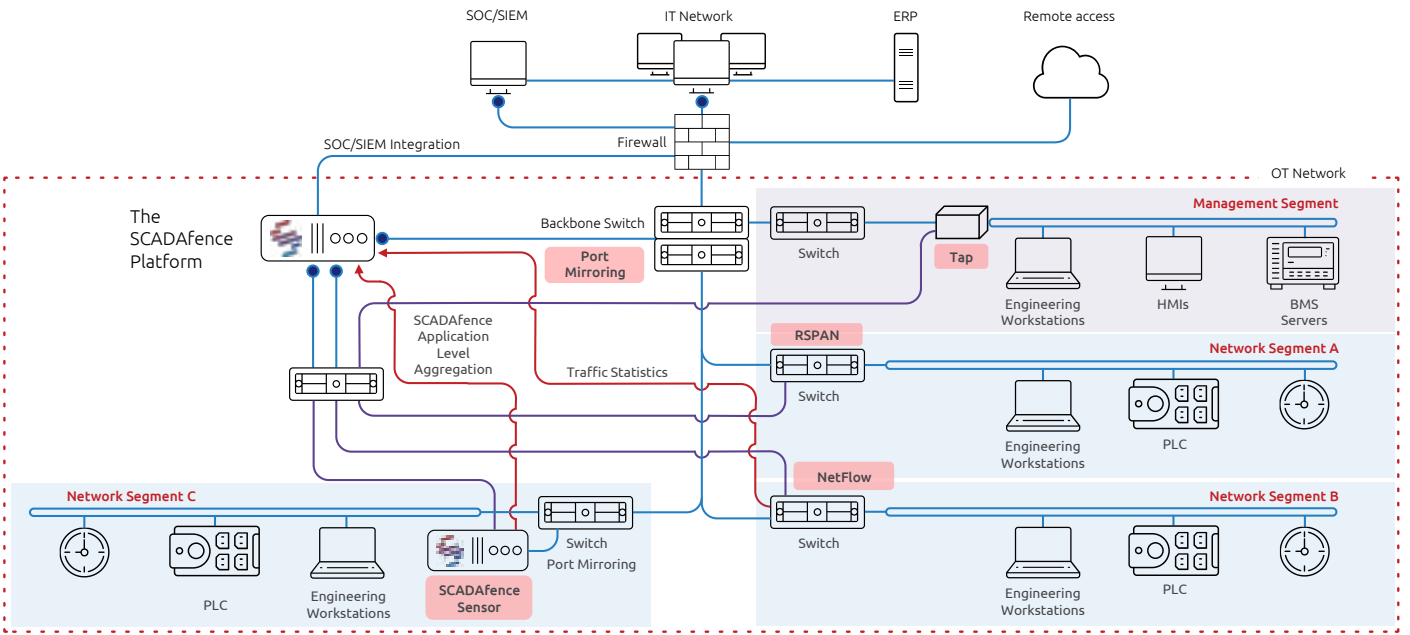 SOC/SIEM
IT Network
ERP
Remote access
SOC/SIEM Integration
Firewall
OT Network
The
SCADAfence
Platform
Backbone Switch
Port
Mirroring
Switch
Tap
Management Segment
Engineering
Workstations
HMIs
BMS
Servers
SCADAfence
Application
Level
Aggregation
Traffic Statistics
RSPAN
Switch
Network Segment A
Engineering
Workstations
PLC
NetFlow
Switch
Network Segment B
Engineering
Workstations
PLC
Network Segment C
PLC
Engineering
Workstations
SCADAfence
Sensor
Switch
Port Mirroring